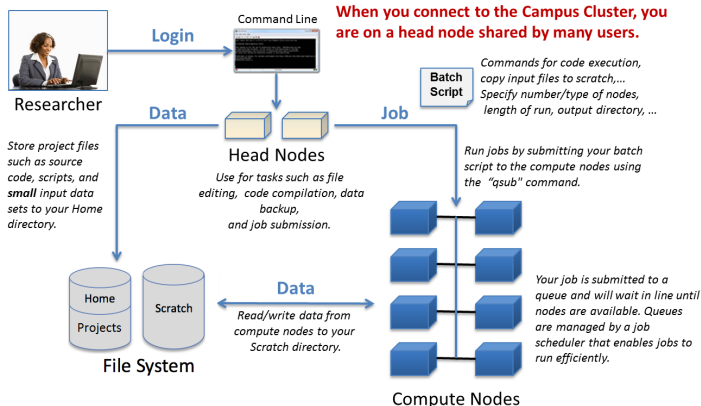 When you connect to the Campus Cluster, you
are on a head node shared by many users.
Command Line
Login
Researcher
Batch
Script
Commands for code execution,
copy input files to scratch,...
Specify number/type of nodes,
length of run, output directory, ...
Data
Job
Head Nodes
Use for tasks such as file
editing, code compilation, data
backup,
and job submission.
Store project files
such as source
code, scripts, and
small input data
sets to your Home
directory.
Run jobs by submitting your batch
script to the compute nodes using
the "qsub" command.
Home
Projects
Scratch
File System
Data
Read/write data from
compute nodes to your
Scratch directory.
Your job is submitted to a
queue and will wait in line until
nodes are available. Queues
are managed by a job
scheduler that enables jobs to
run efficiently.
Compute Nodes